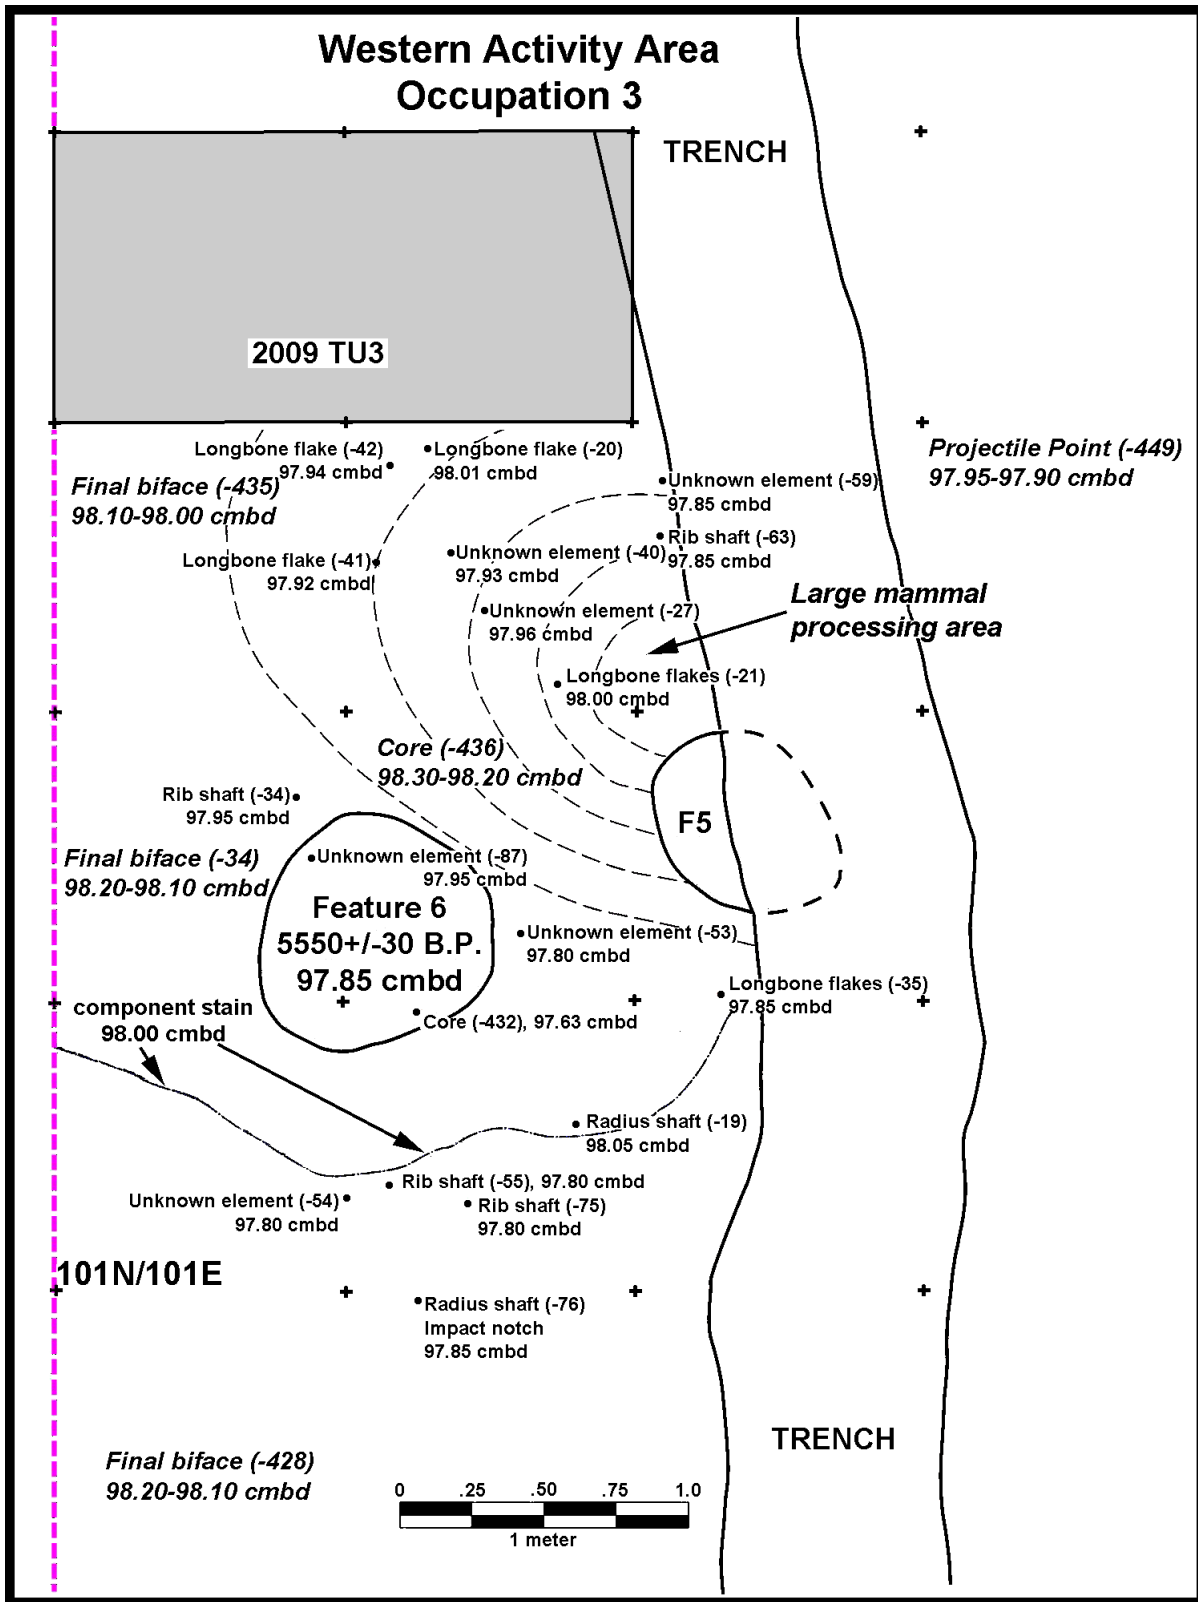 Western Activity Area
Occupation 3
TRENCH
2009 TU3
Longbone flake (-42)
97.94 cmbd
Longbone flake (-20)
98.01 cmbd
Projectile Point (-449)
97.95-97.90 cmbd
Final biface (-435)
98.10-98.00 cmbd
Unknown element (-59)
97.85 cmbd
Rib shaft (-63)
97.85 cmbd
Longbone flake (-41)
97.92 cmbd
Unknown element (-40)
97.93 cmbd
Large mammal
processing area
Unknown element (-27)
97.96 cmbd
Longbone flakes (-21)
98.00 cmbd
Core (-436)
98.30-98.20 cmbd
Rib shaft (-34)
97.95 cmbd
F5
Final biface (-34)
98.20-98.10 cmbd
Unknown element (-87)
97.95 cmbd
Feature 6
5550+/-30 B.P.
97.85 cmbd
Unknown element (-53)
97.80 cmbd
Longbone flakes (-35)
97.85 cmbd
component stain
98.00 cmbd
Core (-432), 97.63 cmbd
Radius shaft (-19)
98.05 cmbd
Rib shaft (-55), 97.80 cmbd
Unknown element (-54)
97.80 cmbd
Rib shaft (-75)
97.80 cmbd
101N/101E
Radius shaft (-76)
Impact notch
97.85 cmbd
TRENCH
Final biface (-428)
98.20-98.10 cmbd
0 .25 .50 .75 1.0
1 meter